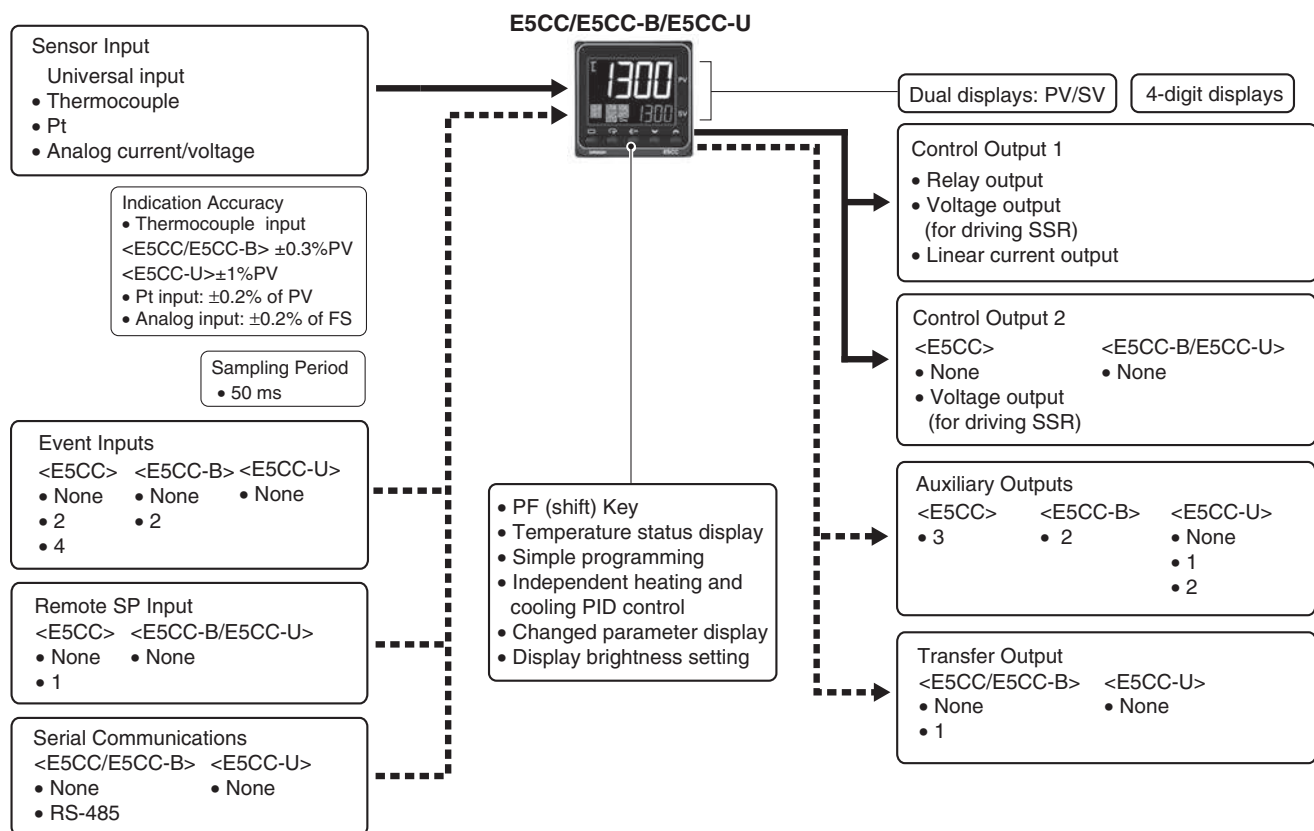 E5CC/E5CC-B/E5CC-U
Sensor Input
Universal input
• Thermocouple
• Pt
• Analog current/voltage
Indication Accuracy
• Thermocouple input
<E5CC/E5CC-B> ±0.3%PV
<E5CC-U>±1%PV
• Pt input: ±0.2% of PV
• Analog input: ±0.2% of FS
Sampling Period
• 50 ms
Event Inputs
<E5CC> <E5CC-B> <E5CC-U>
• None • None • None
• 2 • 2
• 4
Remote SP Input
<E5CC> <E5CC-B/E5CC-U>
• None • None
• 1
Serial Communications
<E5CC/E5CC-B> <E5CC-U>
• None • None
• RS-485
1300
PV
1300
SV
E5CC
• PF (shift) Key
• Temperature status display
• Simple programming
• Independent heating and
cooling PID control
• Changed parameter display
• Display brightness setting
Dual displays: PV/SV
4-digit displays
Control Output 1
• Relay output
• Voltage output
(for driving SSR)
• Linear current output
Control Output 2
<E5CC> <E5CC-B/E5CC-U>
• None • None
• Voltage output
(for driving SSR)
Auxiliary Outputs
<E5CC> <E5CC-B> <E5CC-U>
• 3 • 2 • None
• 1
• 2
Transfer Output
<E5CC/E5CC-B> <E5CC-U>
• None • None
• 1